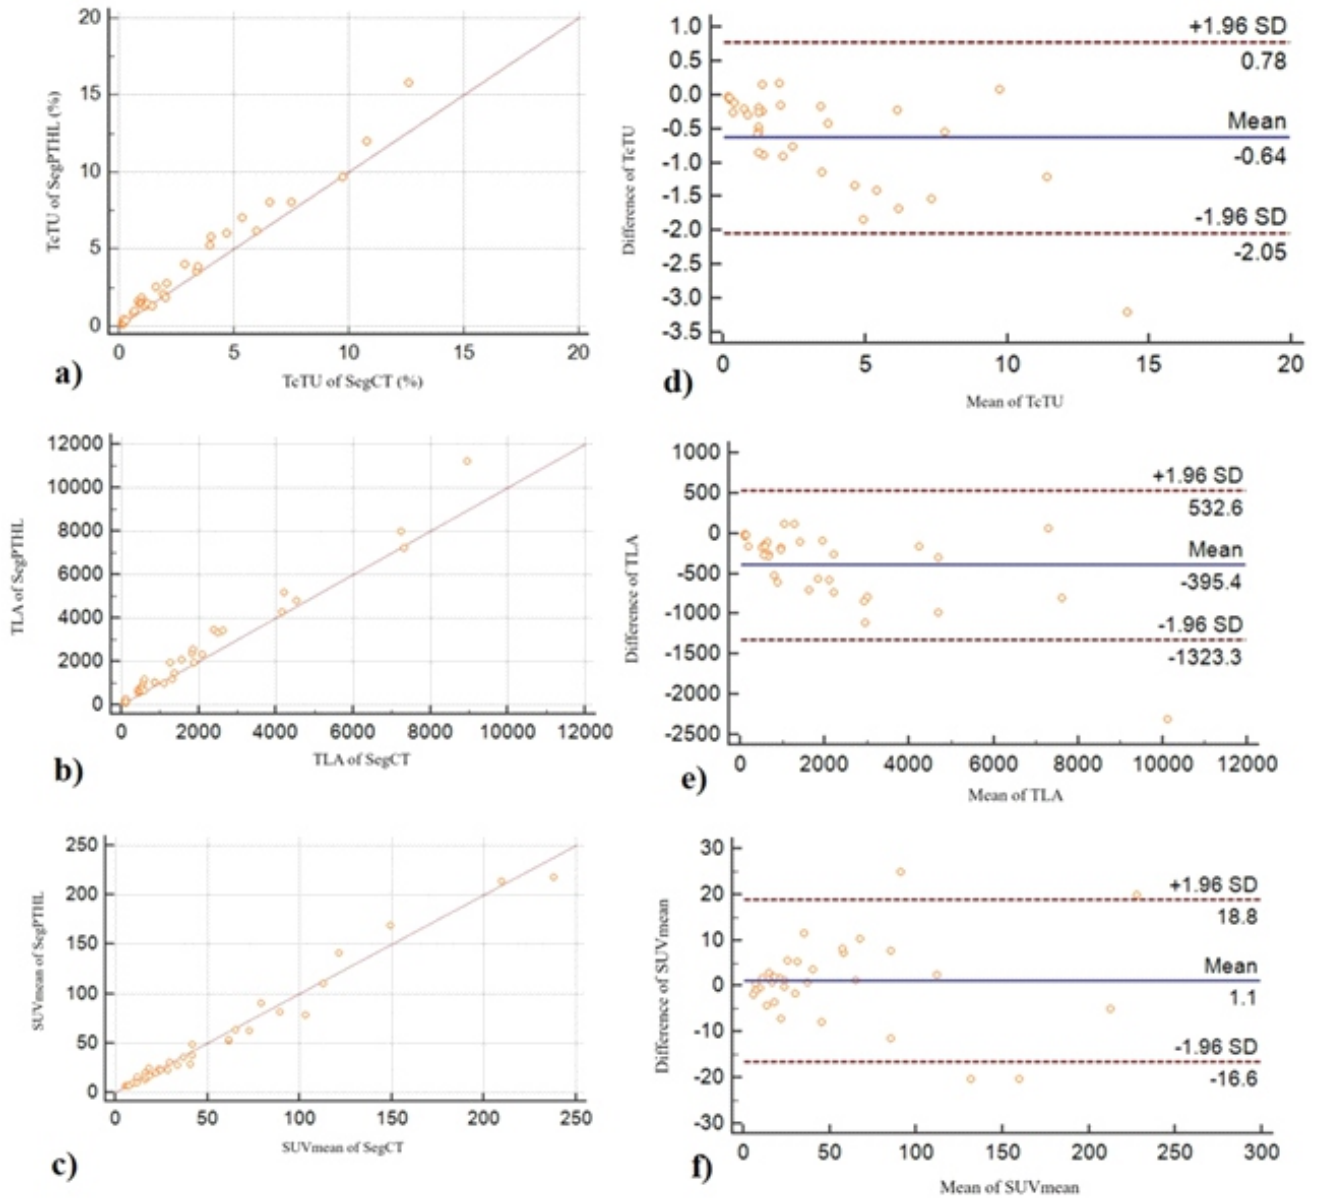 20
15
10
5
0
0 5 10 15 20
TcTU of SegPTHL (%)
TcTU of SegCT (%)
a)
1.0
0.5
0.0
-0.5
-1.0
-1.5
-2.0
-2.5
-3.0
-3.5
0 5 10 15 20
+1.96 SD
0.78
Mean
-0.64
-1.96 SD
-2.05
Difference of TcTU
Mean of TcTU
d)
12000
10000
8000
6000
4000
2000
0
0 2000 4000 6000 8000 10000 12000
TLA of SegPTHL
TLA of SegCT
b)
1000
500
0
-500
-1000
-1500
-2000
-2500
0 2000 4000 6000 8000 10000 12000
+1.96 SD
532.6
Mean
-395.4
-1.96 SD
-1323.3
Difference of TLA
Mean of TLA
e)
250
200
150
100
50
0
0 50 100 150 200 250
SUVmean of SegPTHL
SUVmean of SegCT
c)
30
20
10
0
-10
-20
-30
0 50 100 150 200 250 300
+1.96 SD
18.8
Mean
1.1
-1.96 SD
-16.6
Difference of SUVmean
Mean of SUVmean
f)